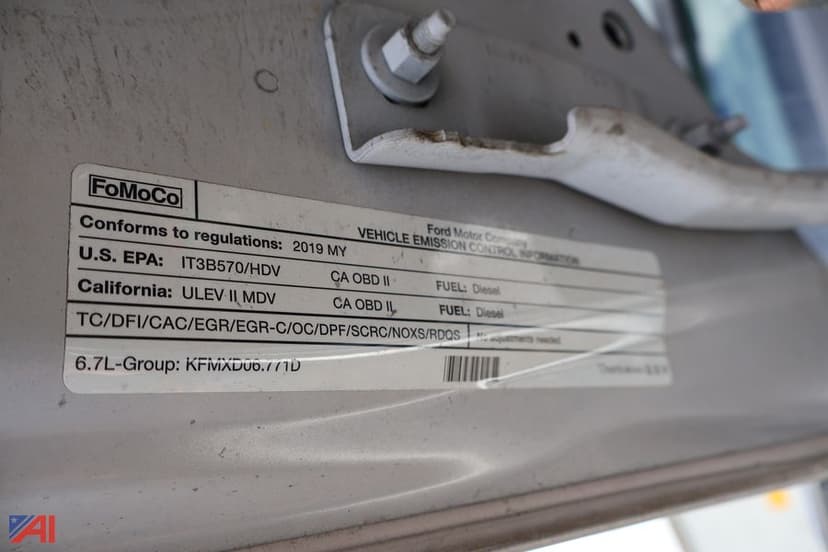 FoMoCo
Ford Motor Company
VEHICLE EMISSION CONTROL INFORMATION
Conforms to regulations: 2019 MY
U.S. EPA: IT3B570/HDV CA OBD II FUEL: Diesel
California: ULEV II MDV CA OBD II FUEL: Diesel
TC/DFI/CAC/EGR/EGR-C/OC/DPF/SCRC/NOXS/RDQS No adjustments needed.
6.7L-Group: KFMXD06.771D
AI